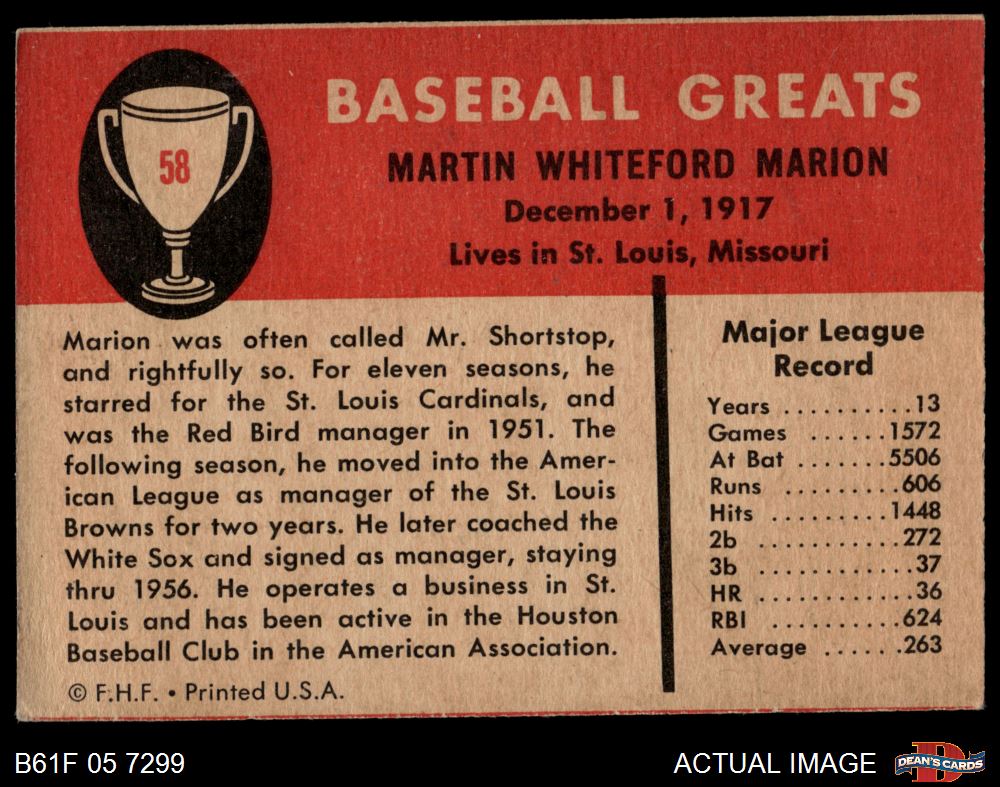 58
BASEBALL GREATS
MARTIN WHITEFORD MARION
December 1, 1917
Lives in St. Louis, Missouri
Marion was often called Mr. Shortstop,
and rightfully so. For eleven seasons, he
starred for the St. Louis Cardinals, and
was the Red Bird manager in 1951. The
following season, he moved into the Amer-
ican League as manager of the St. Louis
Browns for two years. He later coached the
White Sox and signed as manager, staying
thru 1956. He operates a business in St.
Louis and has been active in the Houston
Baseball Club in the American Association.
© F.H.F. • Printed U.S.A.
Major League
Record
Years ..........13
Games ......1572
At Bat .......5506
Runs .........606
Hits .........1448
2b ...........272
3b ............37
HR ............36
RBI ..........624
Average ......263
B61F 05 7299
ACTUAL IMAGE
D
DEAN'S CARDS